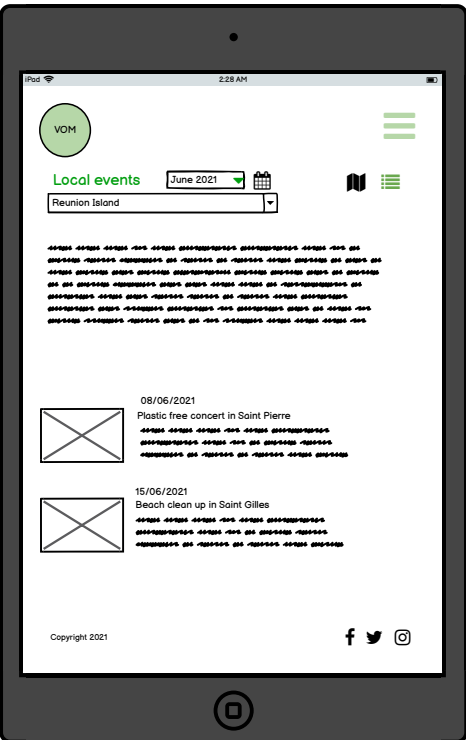 iPad
2:28 AM
VOM
Local events
June 2021
Reunion Island
08/06/2021
Plastic free concert in Saint Pierre
15/06/2021
Beach clean up in Saint Gilles
Copyright 2021